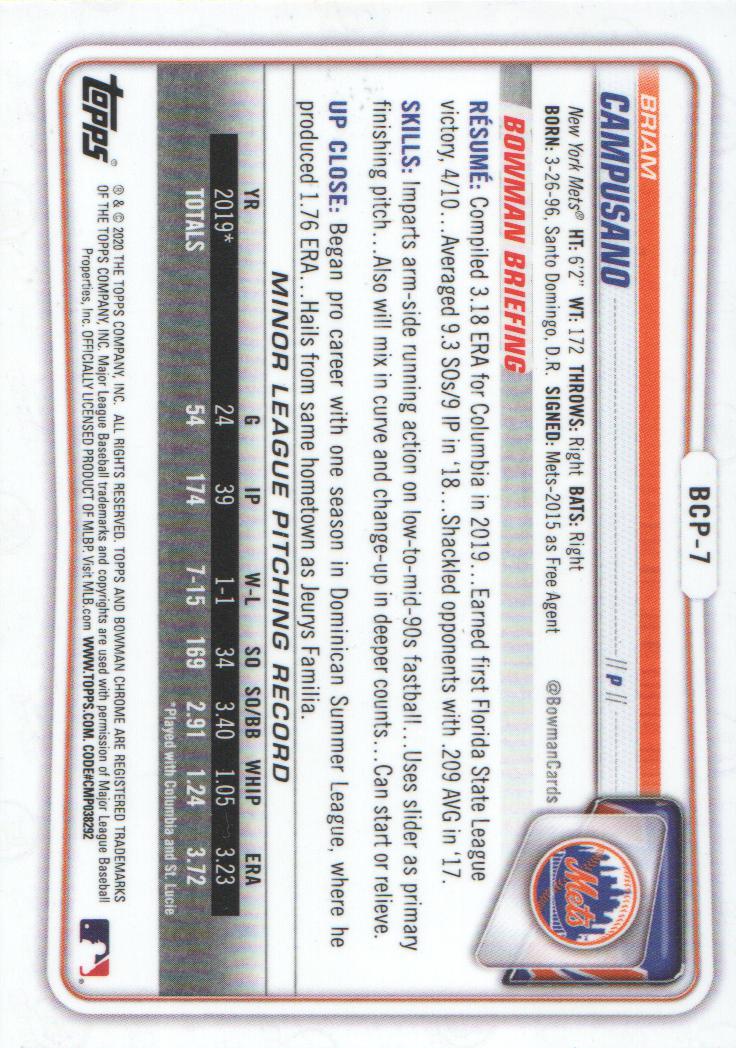 BCP-7
BRIAM
CAMPUSANO
P
New York Mets® HT: 6'2" WT: 172 THROWS: Right BATS: Right
BORN: 3-26-96, Santo Domingo, D.R. SIGNED: Mets-2015 as Free Agent
@BowmanCards
Mets
BOWMAN BRIEFING
RÉSUMÉ: Compiled 3.18 ERA for Columbia in 2019...Earned first Florida State League
victory, 4/10...Averaged 9.3 SOs/9 IP in '18...Shackled opponents with .209 AVG in '17.
SKILLS: Imparts arm-side running action on low-to-mid-90s fastball...Uses slider as primary
finishing pitch...Also will mix in curve and change-up in deeper counts...Can start or relieve.
UP CLOSE: Began pro career with one season in Dominican Summer League, where he
produced 1.76 ERA...Hails from same hometown as Jeurys Familia.
MINOR LEAGUE PITCHING RECORD
YR G IP W-L SO SO/BB WHIP ERA
2019* 24 39 1-1 34 3.40 1.05 3.23
TOTALS 54 174 7-15 169 2.91 1.24 3.72
*Played with Columbia and St. Lucie
topps®
® & © 2020 THE TOPPS COMPANY, INC. ALL RIGHTS RESERVED. TOPPS AND BOWMAN CHROME ARE REGISTERED TRADEMARKS
OF THE TOPPS COMPANY, INC. Major League Baseball trademarks and copyrights are used with permission of Major League Baseball
Properties, Inc. OFFICIALLY LICENSED PRODUCT OF MLBP. Visit MLB.com WWW.TOPPS.COM. CODE#CMP038292